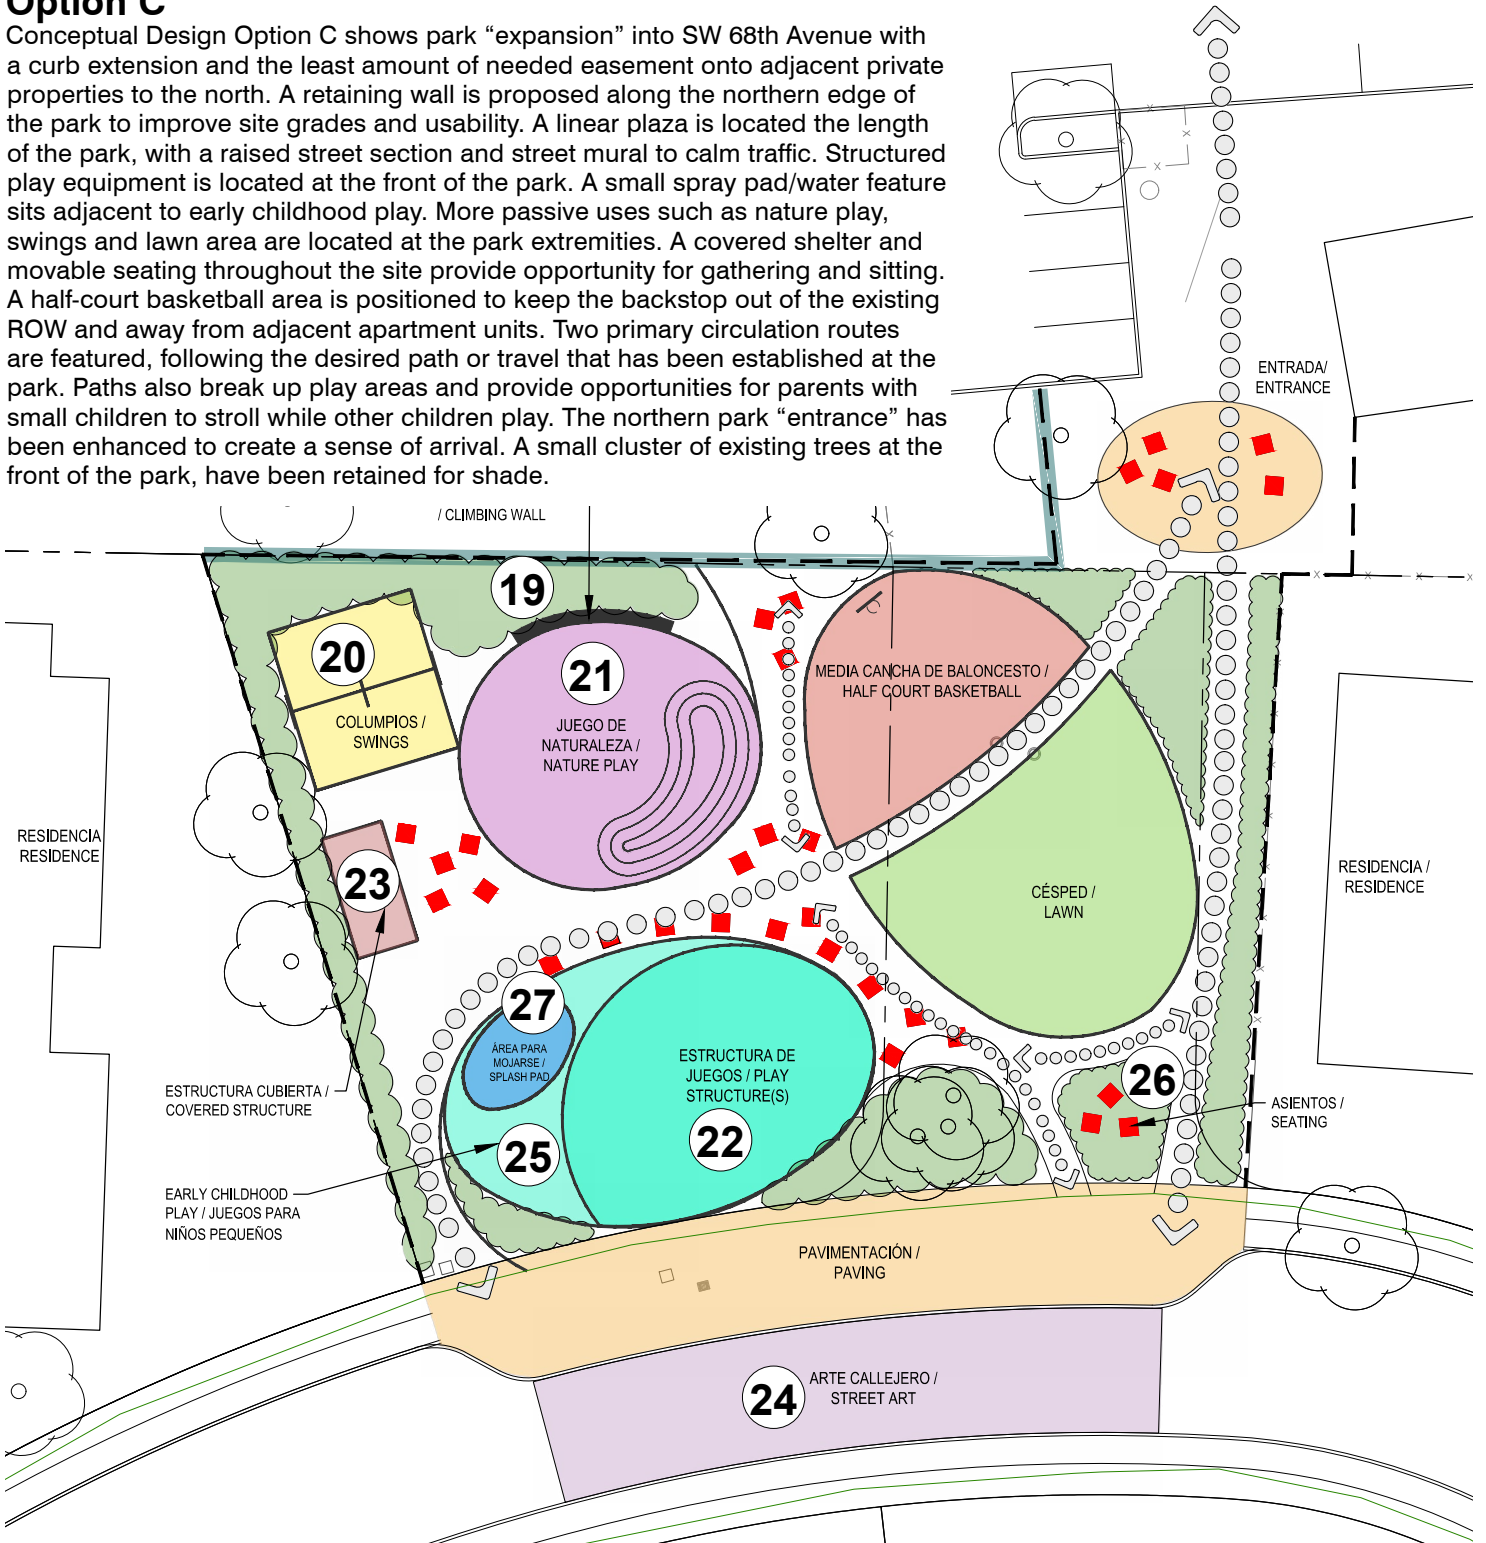 Option C
Conceptual Design Option C shows park “expansion” into SW 68th Avenue with
a curb extension and the least amount of needed easement onto adjacent private
properties to the north. A retaining wall is proposed along the northern edge of
the park to improve site grades and usability. A linear plaza is located the length
of the park, with a raised street section and street mural to calm traffic. Structured
play equipment is located at the front of the park. A small spray pad/water feature
sits adjacent to early childhood play. More passive uses such as nature play,
swings and lawn area are located at the park extremities. A covered shelter and
movable seating throughout the site provide opportunity for gathering and sitting.
A half-court basketball area is positioned to keep the backstop out of the existing
ROW and away from adjacent apartment units. Two primary circulation routes
are featured, following the desired path or travel that has been established at the
park. Paths also break up play areas and provide opportunities for parents with
small children to stroll while other children play. The northern park “entrance” has
been enhanced to create a sense of arrival. A small cluster of existing trees at the
front of the park, have been retained for shade.
ENTRADA/
ENTRANCE
/ CLIMBING WALL
19
20
COLUMPIOS /
SWINGS
21
JUEGO DE
NATURALEZA /
NATURE PLAY
MEDIA CANCHA DE BALONCESTO /
HALF COURT BASKETBALL
RESIDENCIA
RESIDENCE
23
CÉSPED /
LAWN
RESIDENCIA /
RESIDENCE
27
ÁREA PARA
MOJARSE /
SPLASH PAD
ESTRUCTURA DE
JUEGOS / PLAY
STRUCTURE(S)
22
26
ESTRUCTURA CUBIERTA /
COVERED STRUCTURE
ASIENTOS /
SEATING
25
EARLY CHILDHOOD
PLAY / JUEGOS PARA
NIÑOS PEQUEÑOS
PAVIMENTACIÓN /
PAVING
24
ARTE CALLEJERO /
STREET ART